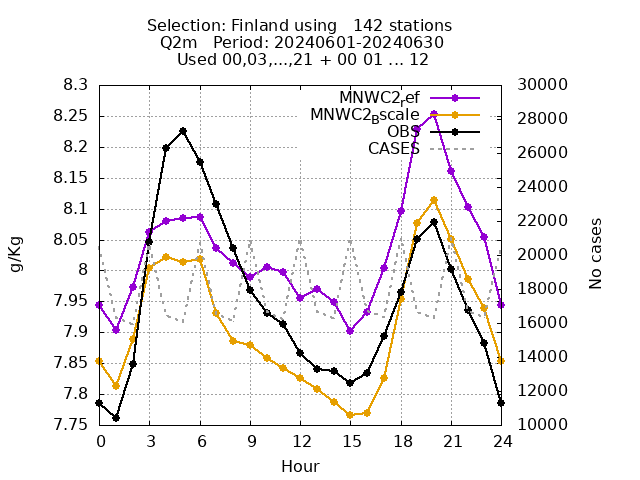 Selection: Finland using   142 stations
Q2m   Period: 20240601-20240630
Used 00,03,...,21 + 00 01 ... 12
MNWC2ref
MNWC2Bscale
OBS
CASES
8.3
8.25
8.2
8.15
8.1
8.05
8
7.95
7.9
7.85
7.8
7.75
g/Kg
30000
28000
26000
24000
22000
20000
18000
16000
14000
12000
10000
No cases
0 3 6 9 12 15 18 21 24
Hour